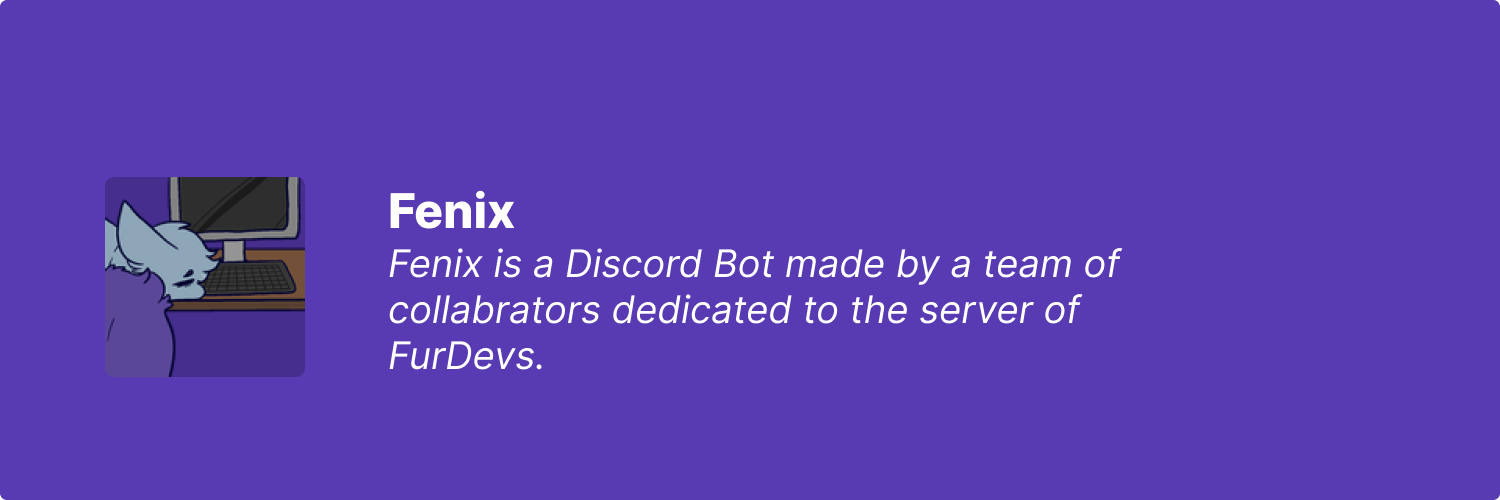 Fenix
Fenix is a Discord Bot made by a team of
collabrators dedicated to the server of
FurDevs.